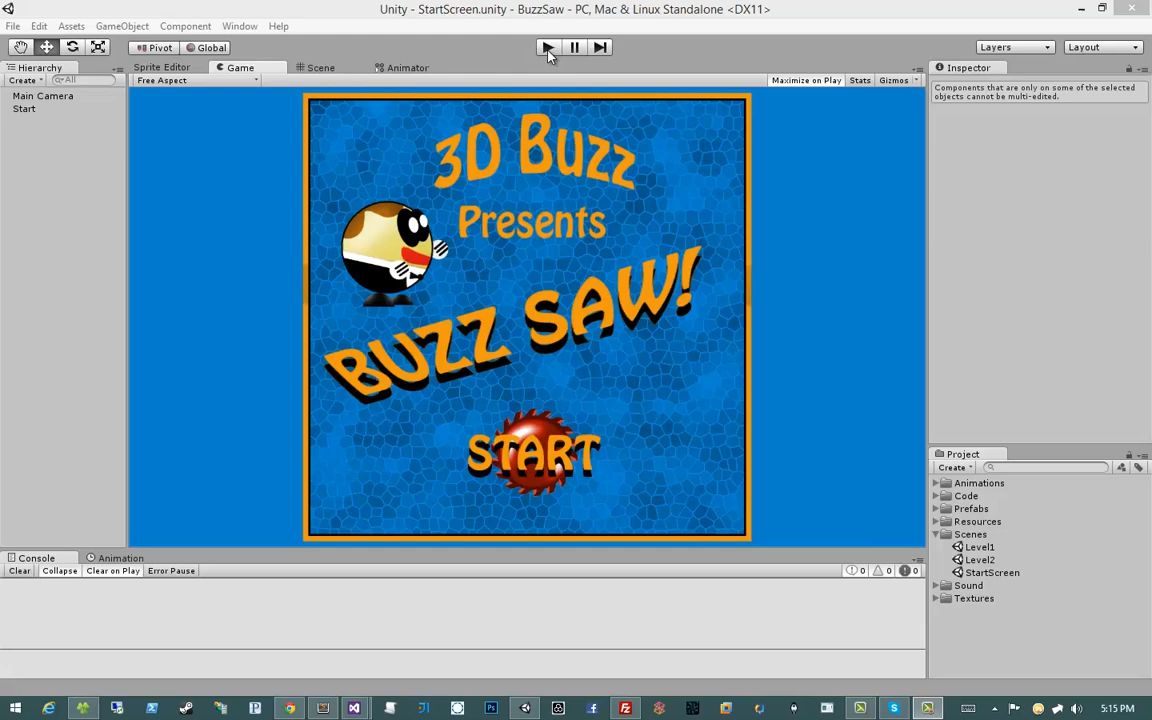 Unity - StartScreen.unity - BuzzSaw - PC, Mac & Linux Standalone <DX11>
File Edit Assets GameObject Component Window Help
Pivot Global Layers Layout
Hierarchy Sprite Editor Game Scene Animator Inspector
Create All Free Aspect Maximize on Play Stats Gizmos
Components that are only on some of the selected
objects cannot be multi-edited.
Main Camera
Start
3D Buzz
Presents
BUZZ SAW!
START
Project
Create
Animations
Code
Prefabs
Resources
Scenes
Level1
Level2
StartScreen
Sound
Textures
Console Animation
Clear Collapse Clear on Play Error Pause 0 0 0
5:15 PM